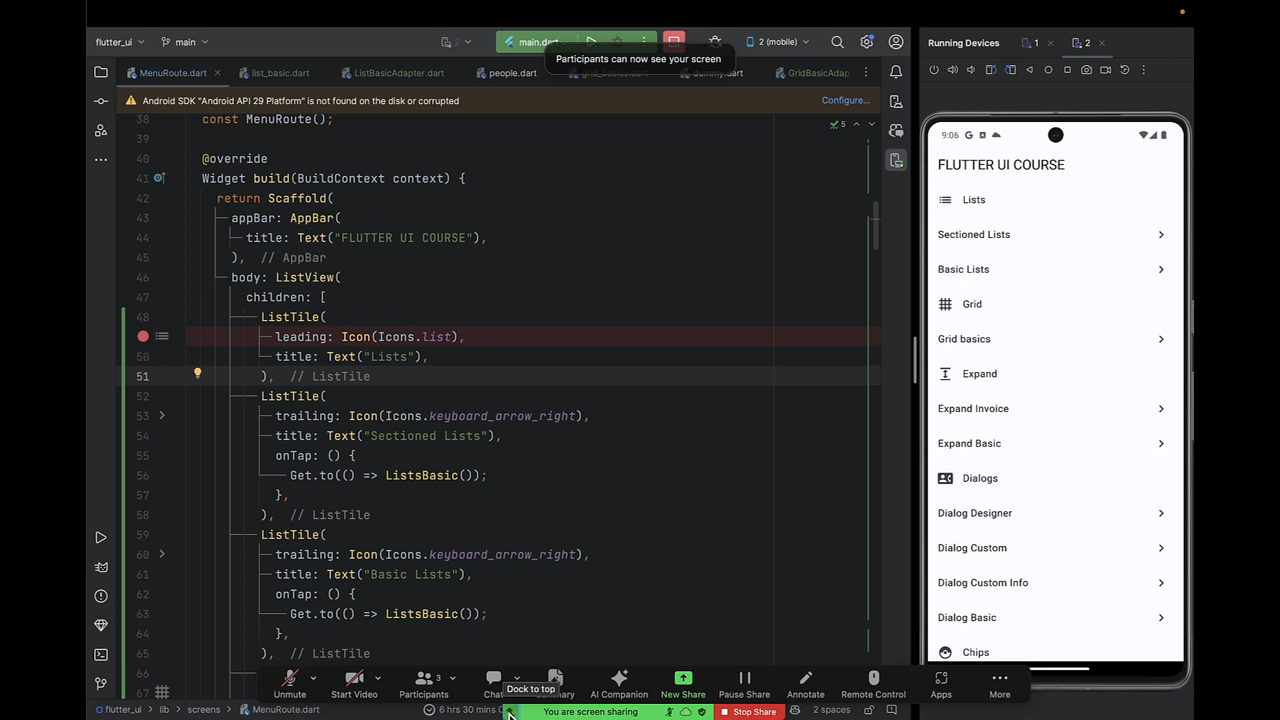 flutter_ui
main
main.dart
2 (mobile)
Participants can now see your screen
MenuRoute.dart
list_basic.dart
ListBasicAdapter.dart
people.dart
GridBasicAdap
Android SDK "Android API 29 Platform" is not found on the disk or corrupted
Configure...
5
38 const MenuRoute();
39
40 @override
41 Widget build(BuildContext context) {
42 return Scaffold(
43 appBar: AppBar(
44 title: Text("FLUTTER UI COURSE"),
45 ), // AppBar
46 body: ListView(
47 children: [
48 ListTile(
leading: Icon(Icons.list),
50 title: Text("Lists"),
51 ), // ListTile
52 ListTile(
53 trailing: Icon(Icons.keyboard_arrow_right),
54 title: Text("Sectioned Lists"),
55 onTap: () {
56 Get.to(() => ListsBasic());
57 },
58 ), // ListTile
59 ListTile(
60 trailing: Icon(Icons.keyboard_arrow_right),
61 title: Text("Basic Lists"),
62 onTap: () {
63 Get.to(() => ListsBasic());
64 },
65 ), // ListTile
66
67
Running Devices
1
2
9:06
FLUTTER UI COURSE
Lists
Sectioned Lists
Basic Lists
Grid
Grid basics
Expand
Expand Invoice
Expand Basic
Dialogs
Dialog Designer
Dialog Custom
Dialog Custom Info
Dialog Basic
Chips
Unmute
Start Video
Participants
3
Chat
Dock to top
AI Companion
New Share
Pause Share
Annotate
Remote Control
Apps
More
flutter_ui
lib
screens
MenuRoute.dart
6 hrs 30 mins
You are screen sharing
Stop Share
2 spaces